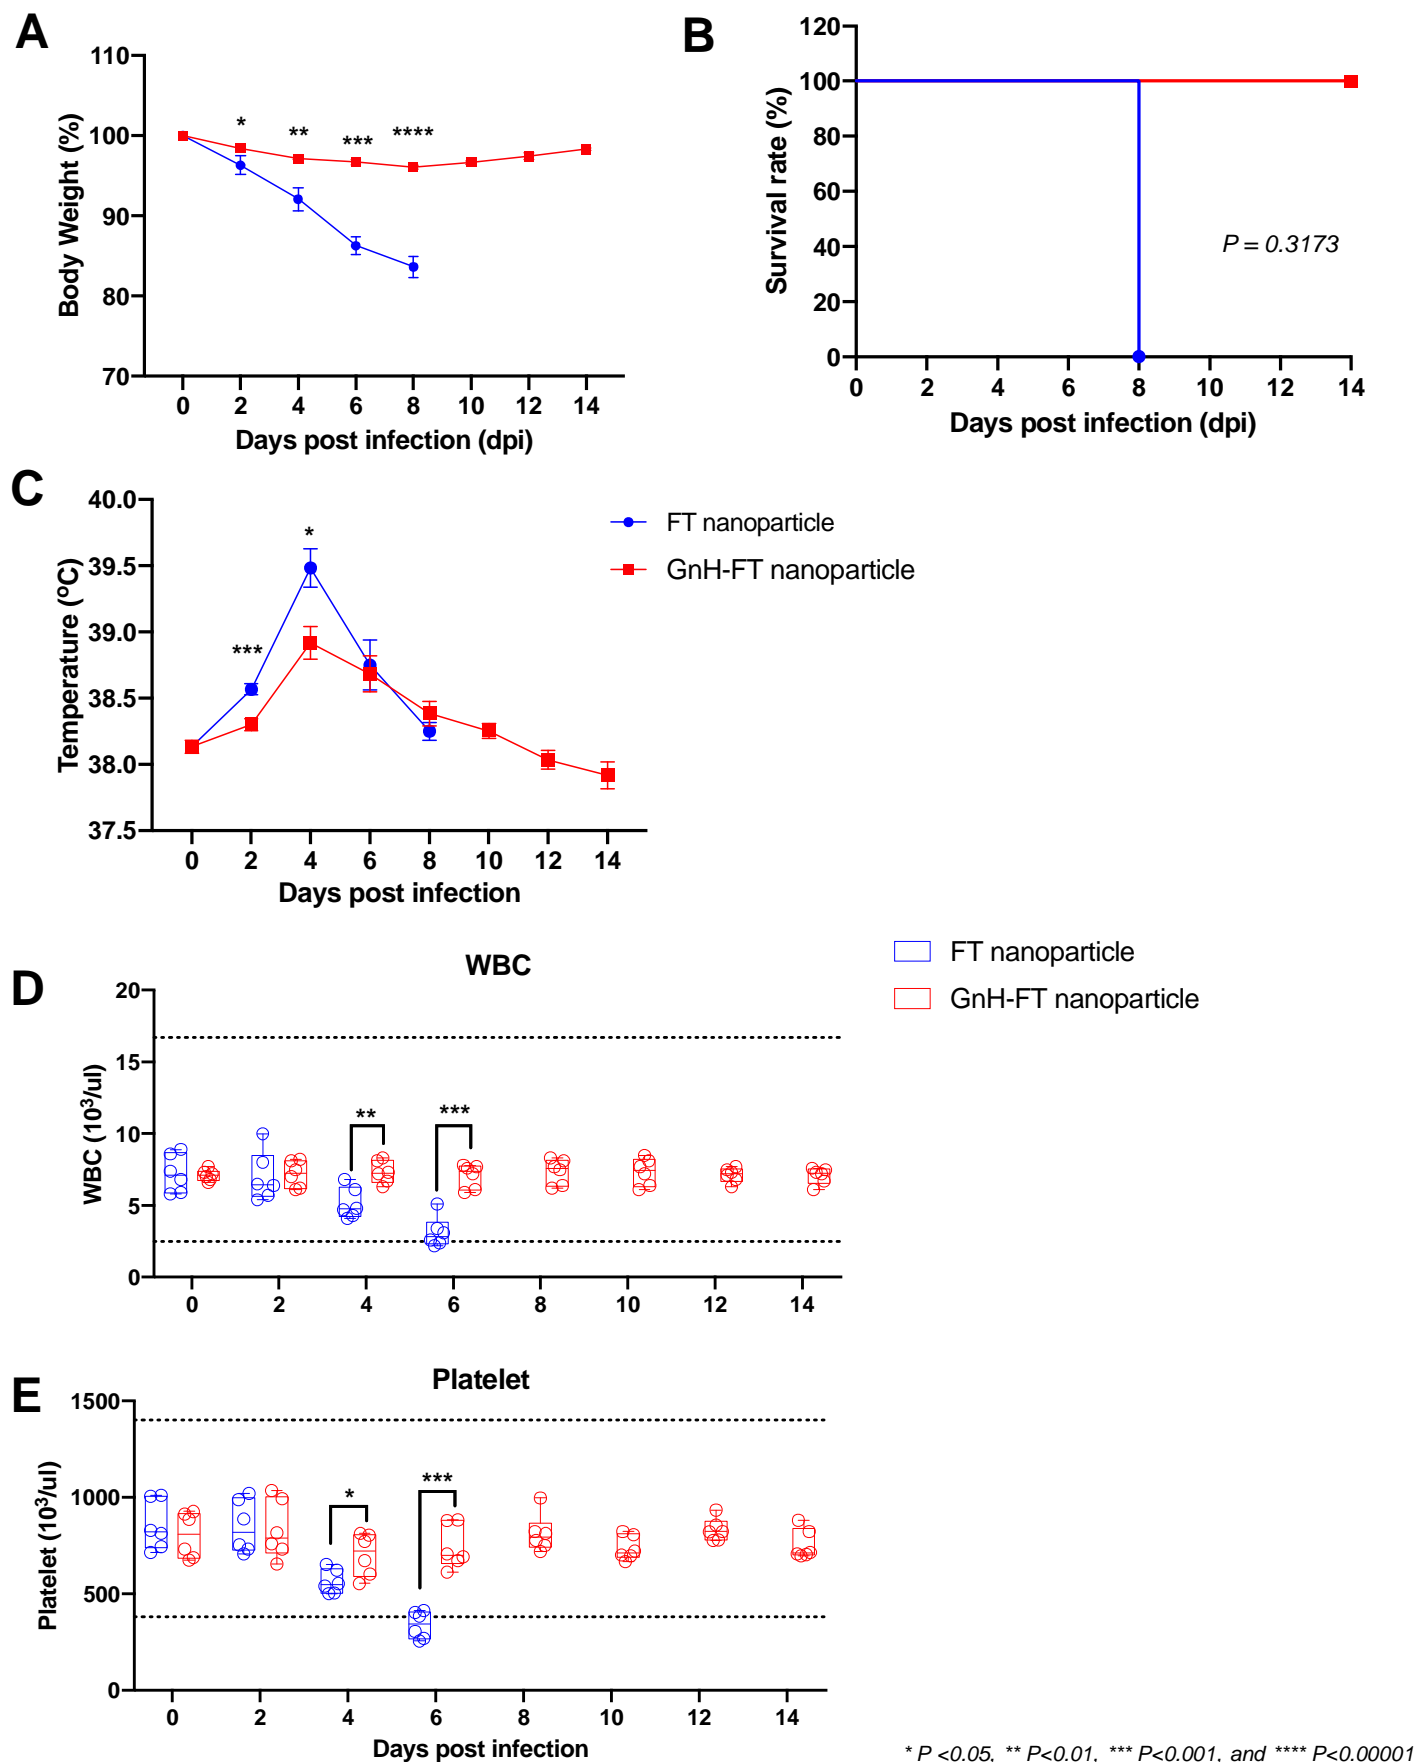 A
110
100
90
80
70
Body Weight (%)
* ** *** ****
0 2 4 6 8 10 12 14
Days post infection (dpi)
B
120
100
80
60
40
20
0
Survival rate (%)
P = 0.3173
0 2 4 6 8 10 12 14
Days post infection (dpi)
C
40.0
39.5
39.0
38.5
38.0
37.5
Temperature (ºC)
*** *
0 2 4 6 8 10 12 14
Days post infection
FT nanoparticle
GnH-FT nanoparticle
FT nanoparticle
GnH-FT nanoparticle
D
WBC
20
15
10
5
0
WBC (10³/ul)
** ***
0 2 4 6 8 10 12 14
E
Platelet
1500
1000
500
0
Platelet (10³/ul)
* ***
0 2 4 6 8 10 12 14
Days post infection
* P <0.05, ** P<0.01, *** P<0.001, and **** P<0.00001